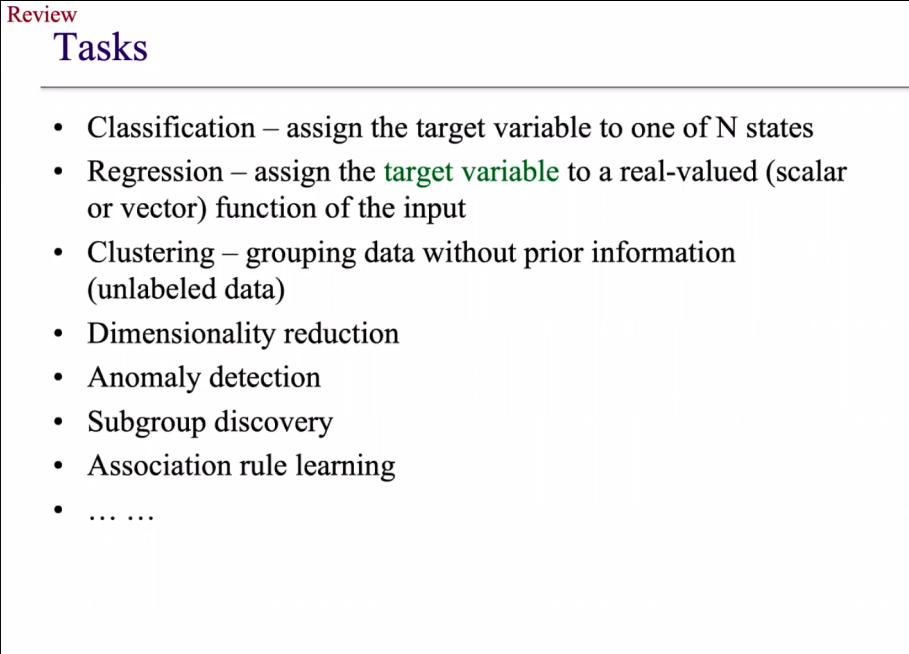 Review
Tasks
• Classification – assign the target variable to one of N states
• Regression – assign the target variable to a real-valued (scalar
or vector) function of the input
• Clustering – grouping data without prior information
(unlabeled data)
• Dimensionality reduction
• Anomaly detection
• Subgroup discovery
• Association rule learning
• … …